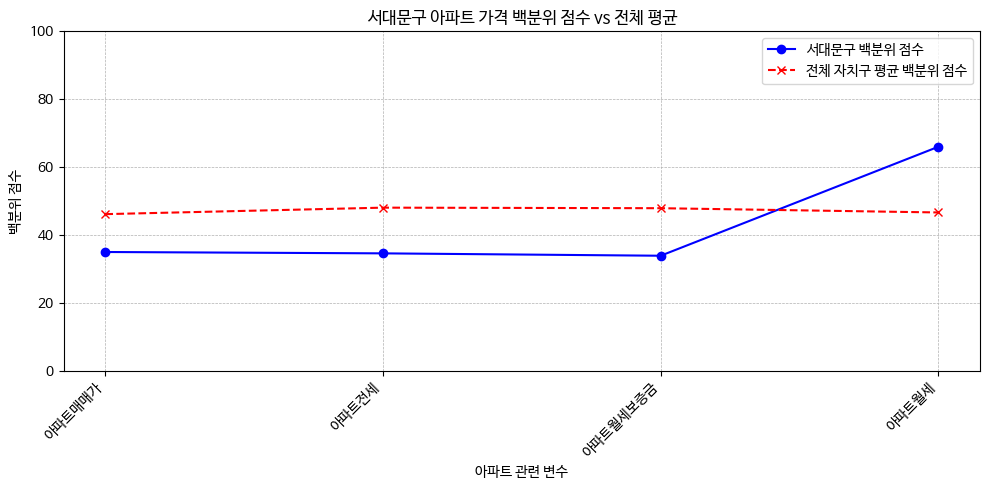 서대문구 아파트 가격 백분위 점수 vs 전체 평균
서대문구 백분위 점수
전체 자치구 평균 백분위 점수
백분위 점수
100
80
60
40
20
0
아파트매매가
아파트전세
아파트월세보증금
아파트월세
아파트 관련 변수